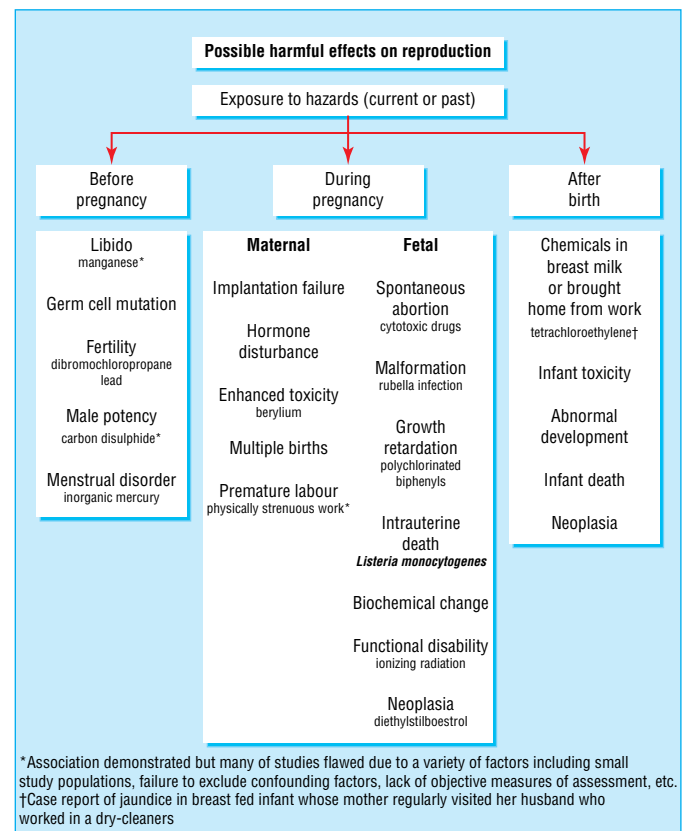 Possible harmful effects on reproduction
Exposure to hazards (current or past)
Before
pregnancy
Libido
manganese*
Germ cell mutation
Fertility
dibromochloropropane
lead
Male potency
carbon disulphide*
Menstrual disorder
inorganic mercury
During
pregnancy
Maternal
Implantation failure
Hormone
disturbance
Enhanced toxicity
berylium
Multiple births
Premature labour
physically strenuous work*
Fetal
Spontaneous
abortion
cytotoxic drugs
Malformation
rubella infection
Growth
retardation
polychlorinated
biphenyls
Intrauterine
death
Listeria monocytogenes
Biochemical change
Functional disability
ionizing radiation
Neoplasia
diethylstilboestrol
After
birth
Chemicals in
breast milk
or brought
home from work
tetrachloroethylene†
Infant toxicity
Abnormal
development
Infant death
Neoplasia
*Association demonstrated but many of studies flawed due to a variety of factors including small
study populations, failure to exclude confounding factors, lack of objective measures of assessment, etc.
†Case report of jaundice in breast fed infant whose mother regularly visited her husband who
worked in a dry-cleaners